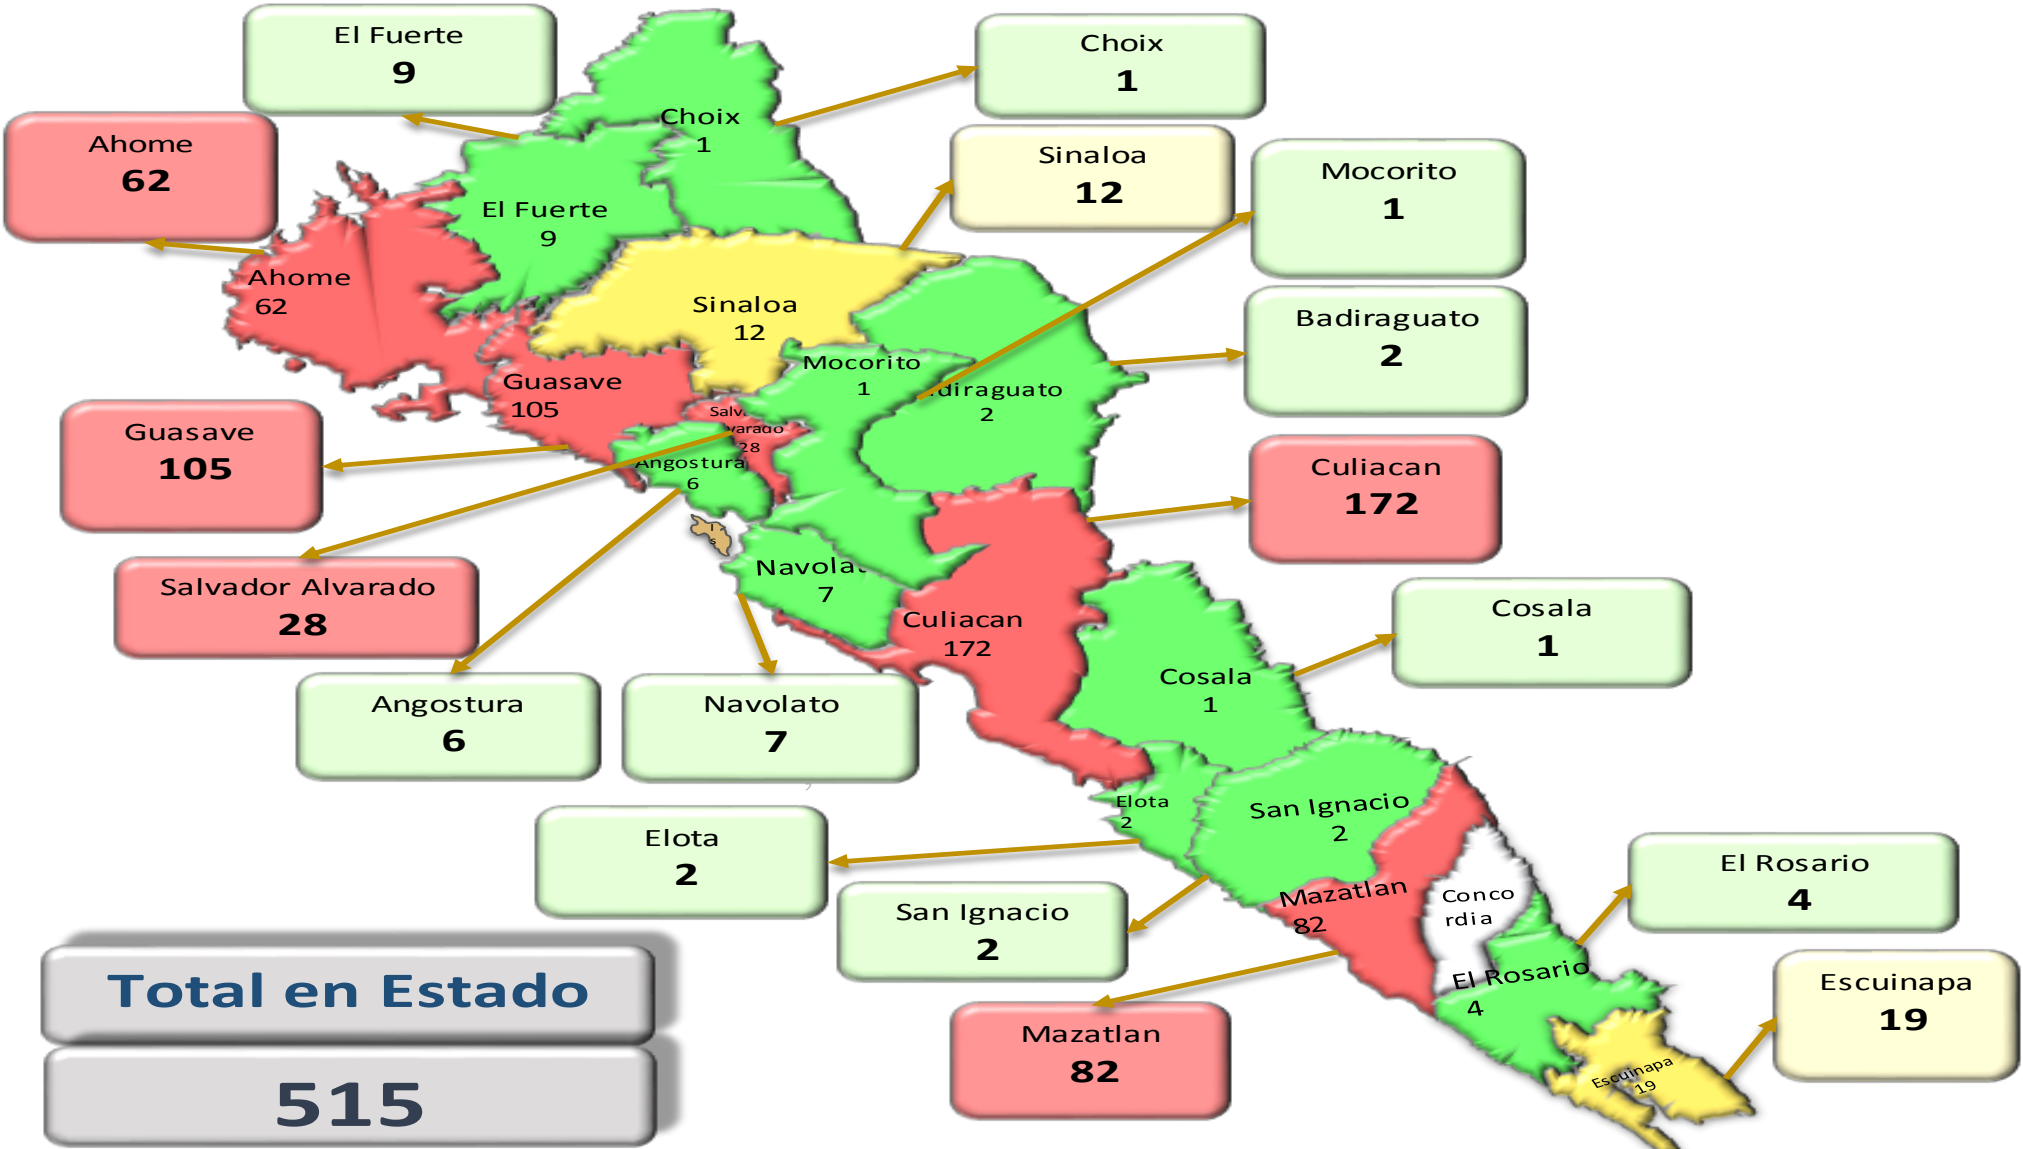 El Fuerte
9
Choix
1
Ahome
62
Sinaloa
12
Mocorito
1
Badiraguato
2
Guasave
105
Culiacan
172
Salvador Alvarado
28
Cosala
1
Angostura
6
Navolato
7
Elota
2
San Ignacio
2
El Rosario
4
Mazatlan
82
Escuinapa
19
Choix
1
El Fuerte
9
Ahome
62
Sinaloa
12
Mocorito
1
diraguato
2
Guasave
105
Salv
varado
28
Angostura
6
Navolat
7
Culiacan
172
Cosala
1
Elota
2
San Ignacio
2
Mazatlan
82
Conco
rdia
El Rosario
4
Escuinapa
19
Total en Estado
515